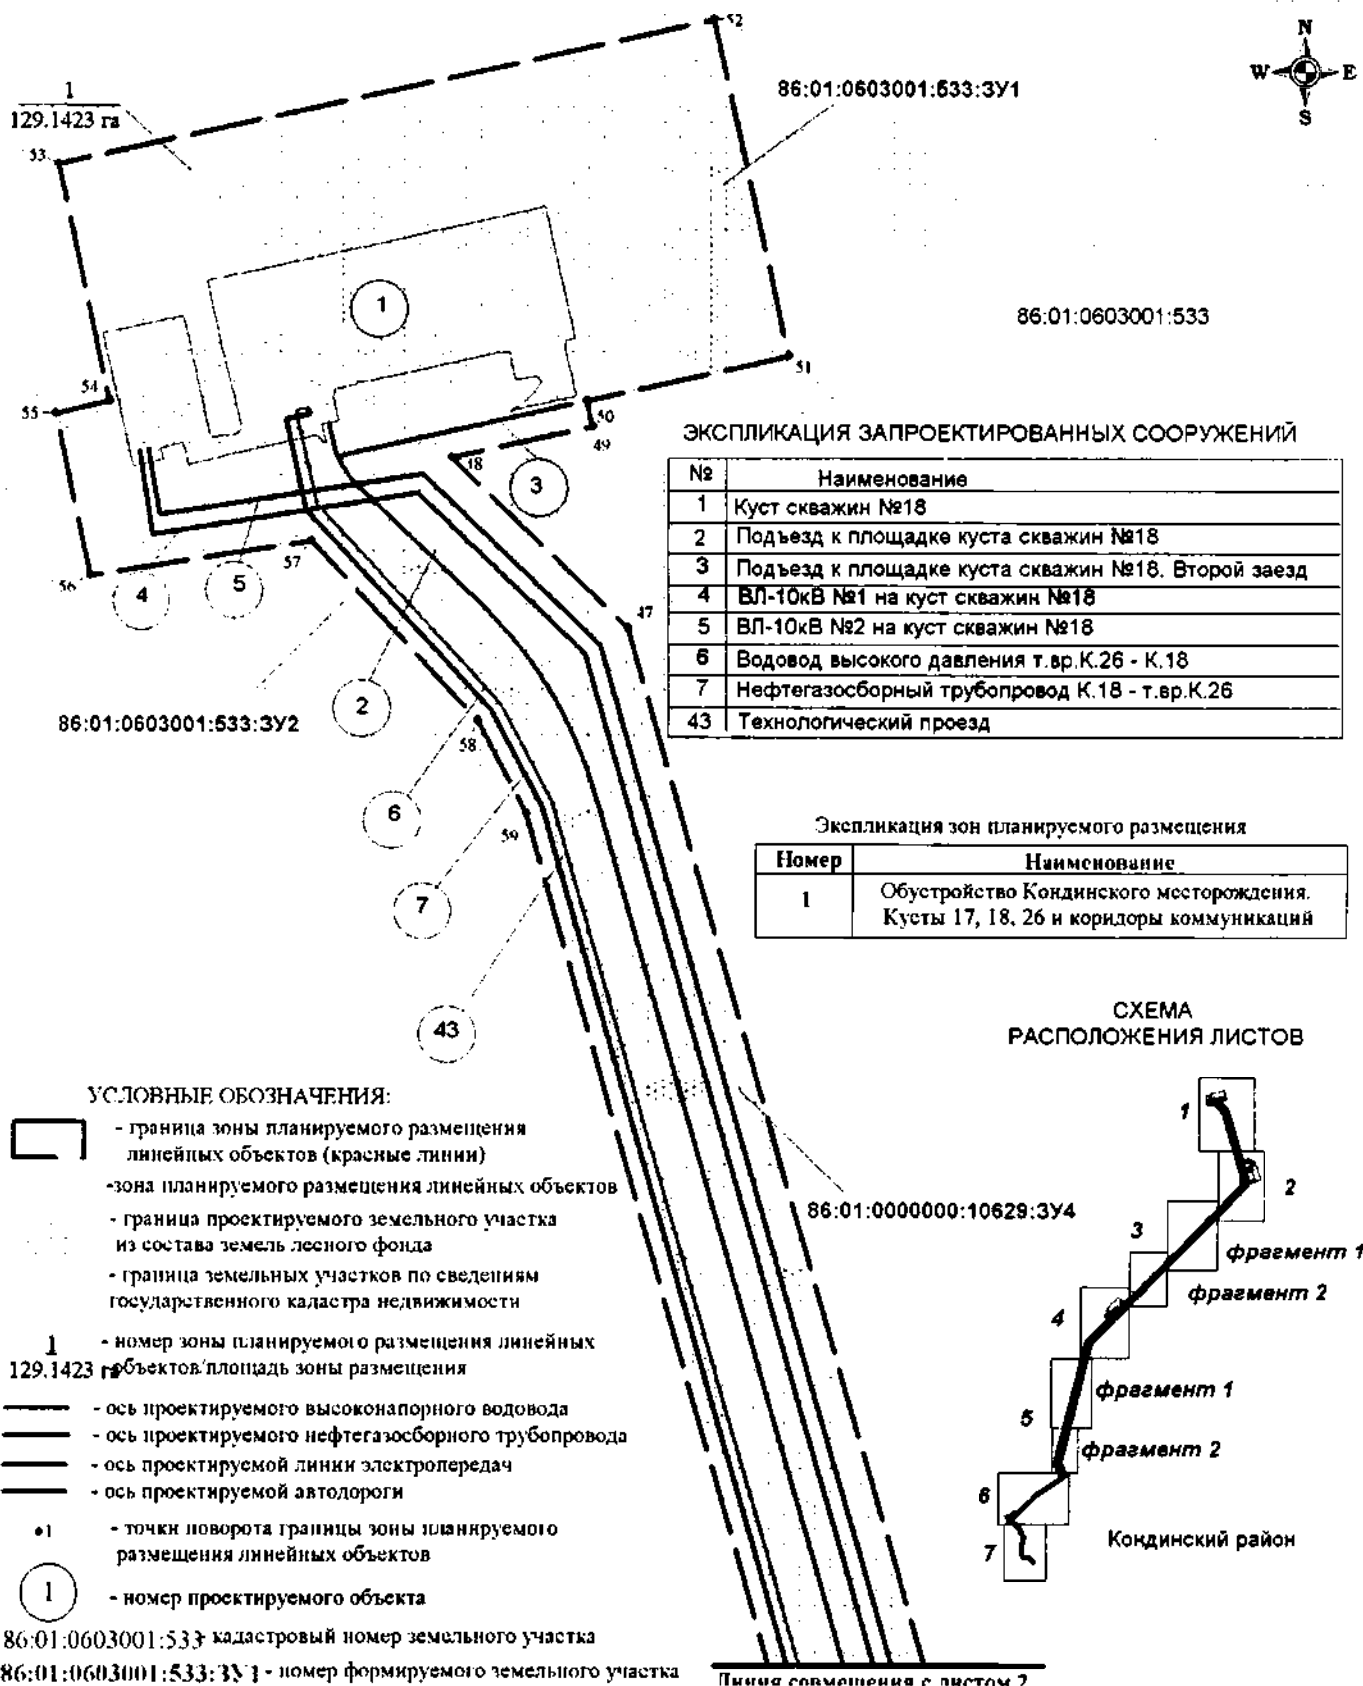 52
N
W E
S
1
129.1423 га
86:01:0603001:533:ЗУ1
53
1
86:01:0603001:533
51
54
55
50
49
48
3
ЭКСПЛИКАЦИЯ ЗАПРОЕКТИРОВАННЫХ СООРУЖЕНИЙ
№ Наименование
1 Куст скважин №18
2 Подъезд к площадке куста скважин №18
3 Подъезд к площадке куста скважин №18. Второй заезд
4 ВЛ-10кВ №1 на куст скважин №18
5 ВЛ-10кВ №2 на куст скважин №18
6 Водовод высокого давления т.вр.К.26 - К.18
7 Нефтегазосборный трубопровод К.18 - т.вр.К.26
43 Технологический проезд
57
56
4
5
47
2
86:01:0603001:533:ЗУ2
58
6
59
7
43
Экспликация зон планируемого размещения
Номер Наименование
1 Обустройство Кондинского месторождения.
Кусты 17, 18, 26 и коридоры коммуникаций
СХЕМА
РАСПОЛОЖЕНИЯ ЛИСТОВ
1
2
3
фрагмент 1
фрагмент 2
4
фрагмент 1
5
фрагмент 2
6
7
Кондинский район
86:01:0000000:10629:ЗУ4
УСЛОВНЫЕ ОБОЗНАЧЕНИЯ:
- граница зоны планируемого размещения
линейных объектов (красные линии)
-зона планируемого размещения линейных объектов
- граница проектируемого земельного участка
из состава земель лесного фонда
- граница земельных участков по сведениям
государственного кадастра недвижимости
1 - номер зоны планируемого размещения линейных
129.1423 га объектов/площадь зоны размещения
- ось проектируемого высоконапорного водовода
- ось проектируемого нефтегазосборного трубопровода
- ось проектируемой линии электропередач
- ось проектируемой автодороги
•1 - точки поворота границы зоны планируемого
размещения линейных объектов
1 - номер проектируемого объекта
86:01:0603001:533- кадастровый номер земельного участка
86:01:0603001:533:ЗУ1 - номер формируемого земельного участка
Линия совмещения с листом 2